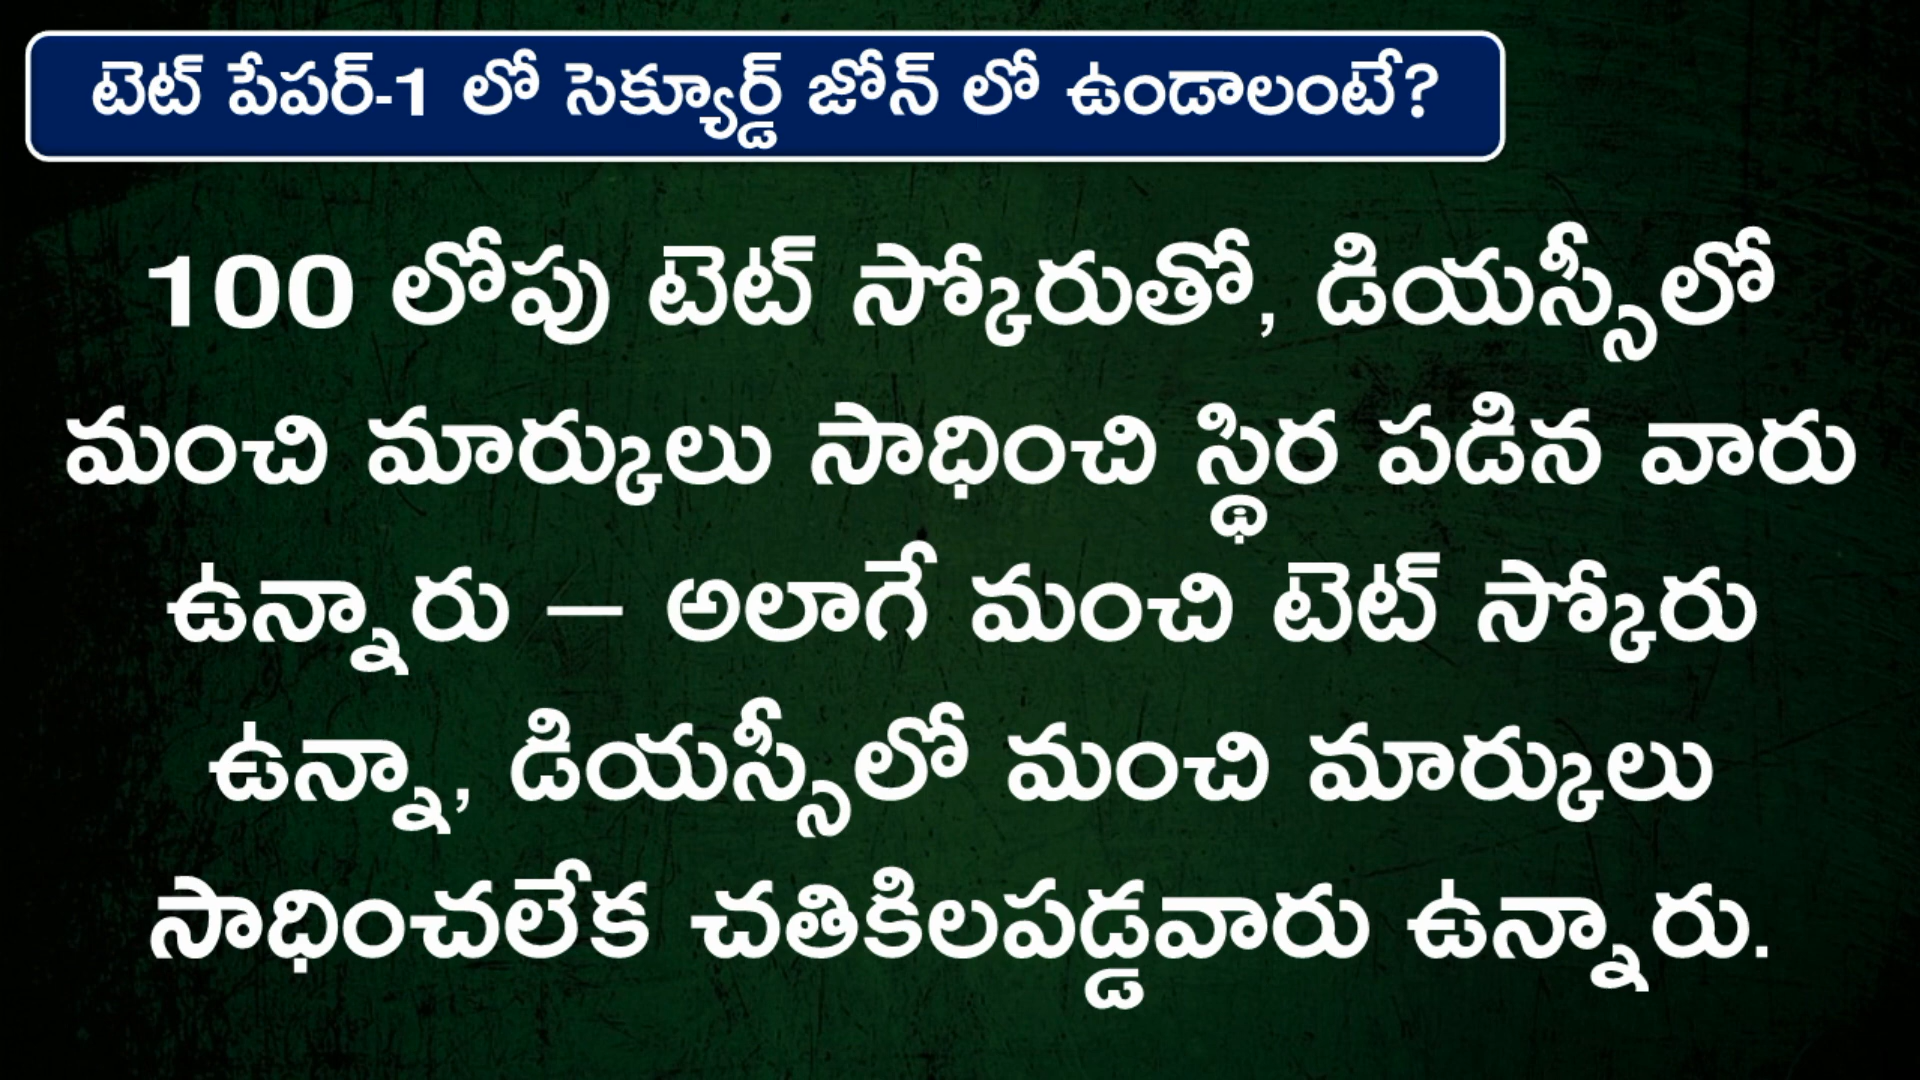 టెట్ పేపర్-1 లో సెక్యూర్డ్ జోన్ లో ఉండాలంటే?
100 లోపు టెట్ స్కోరుతో, డియస్సీలో
మంచి మార్కులు సాధించి స్థిర పడిన వారు
ఉన్నారు – అలాగే మంచి టెట్ స్కోరు
ఉన్నా, డియస్సీలో మంచి మార్కులు
సాధించలేక చతికిలపడ్డవారు ఉన్నారు.